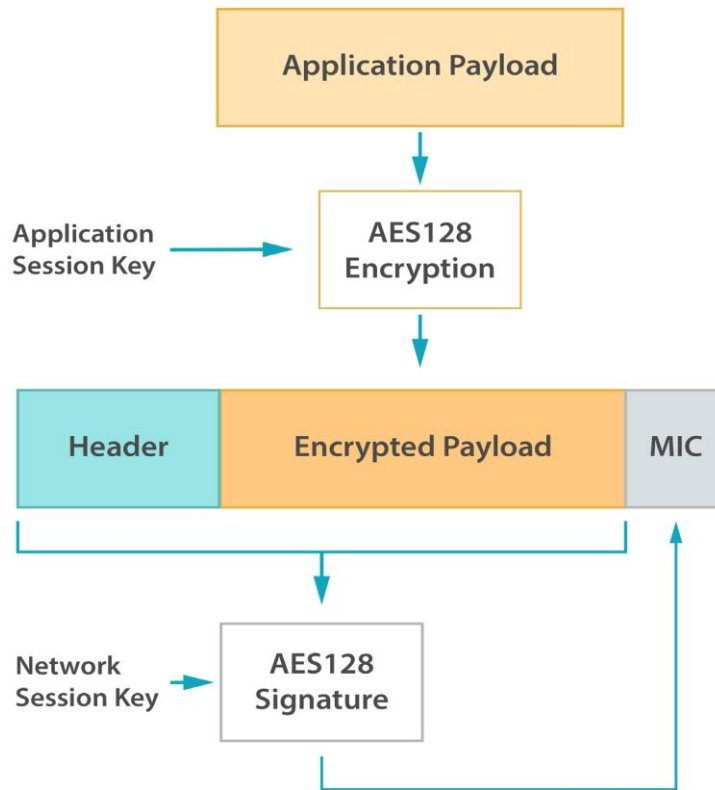 Application Payload
Application
Session Key
AES128
Encryption
Header
Encrypted Payload
MIC
Network
Session Key
AES128
Signature